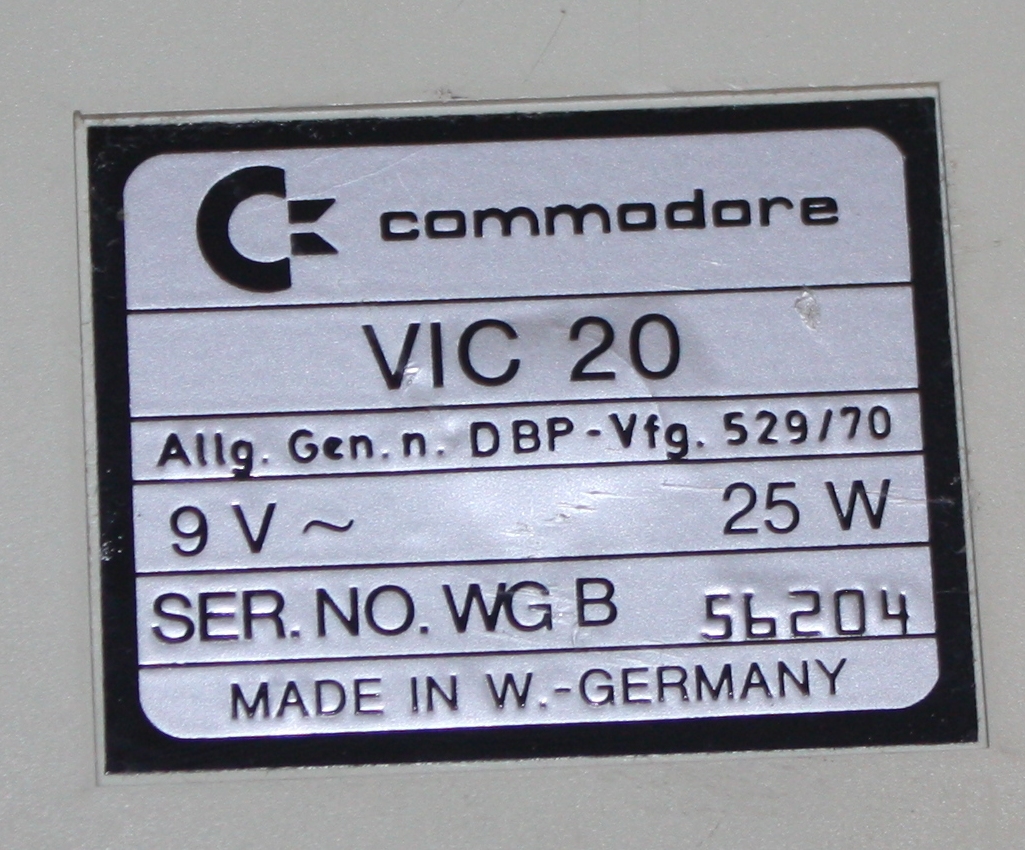 commodore
VIC 20
Allg. Gen. n. DBP-Vfg. 529/70
9 V ~ 25 W
SER. NO. WG B 56204
MADE IN W.-GERMANY